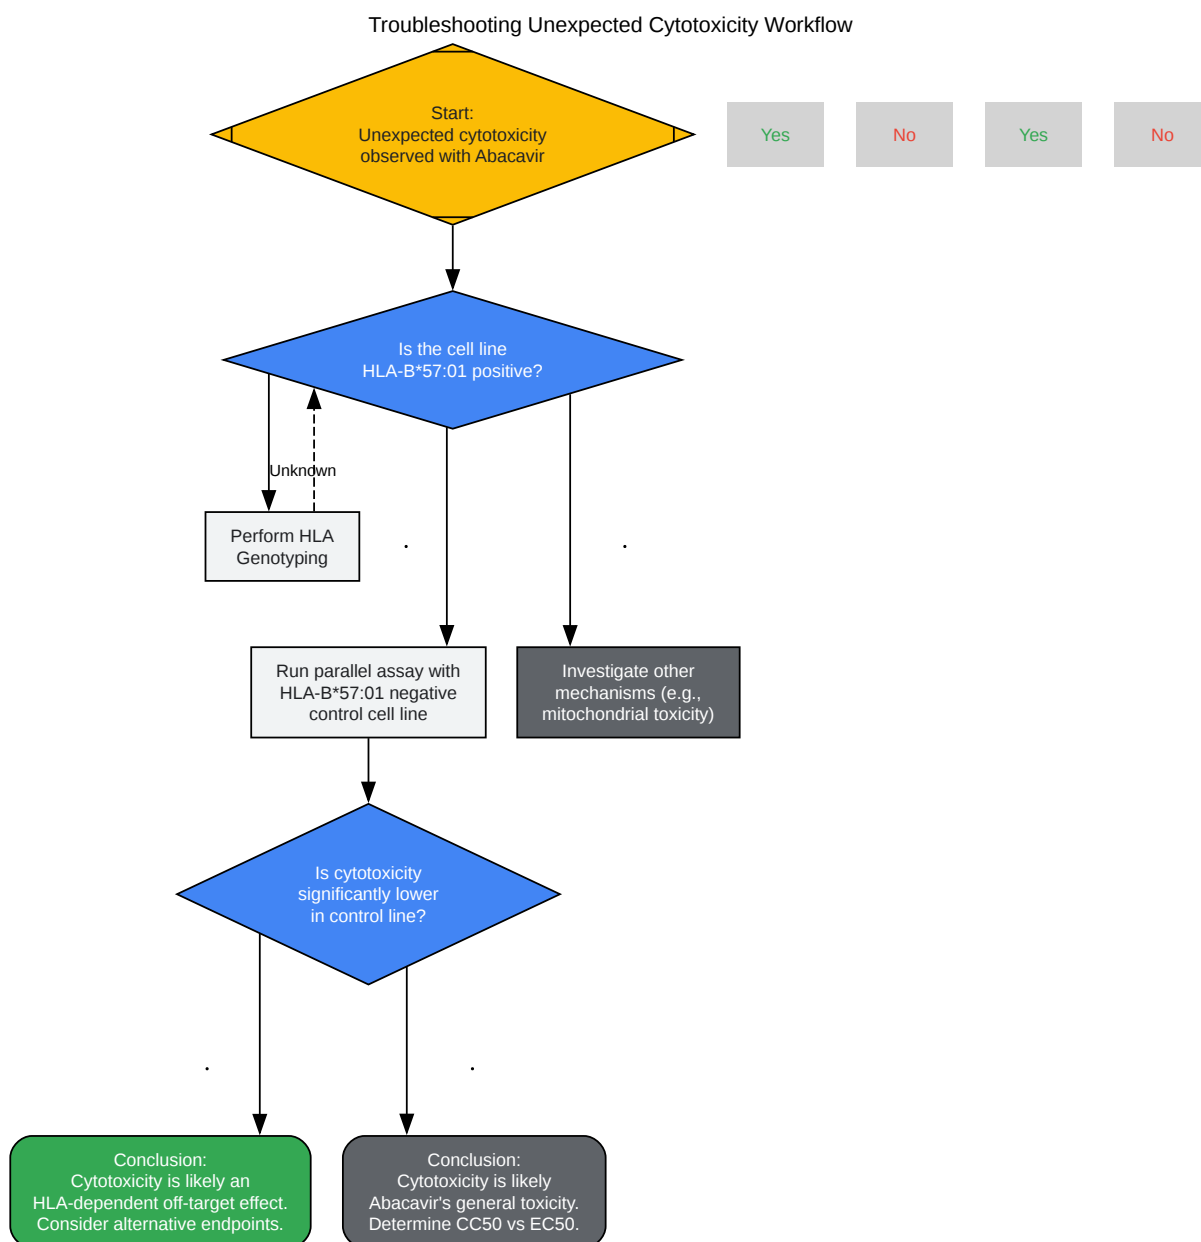 Troubleshooting Unexpected Cytotoxicity Workflow
Start:
Unexpected cytotoxicity
observed with Abacavir
Yes
No
Yes
No
Is the cell line
HLA-B*57:01 positive?
Unknown
Perform HLA
Genotyping
Run parallel assay with
HLA-B*57:01 negative
control cell line
Investigate other
mechanisms (e.g.,
mitochondrial toxicity)
Is cytotoxicity
significantly lower
in control line?
Conclusion:
Cytotoxicity is likely an
HLA-dependent off-target effect.
Consider alternative endpoints.
Conclusion:
Cytotoxicity is likely
Abacavir's general toxicity.
Determine CC50 vs EC50.